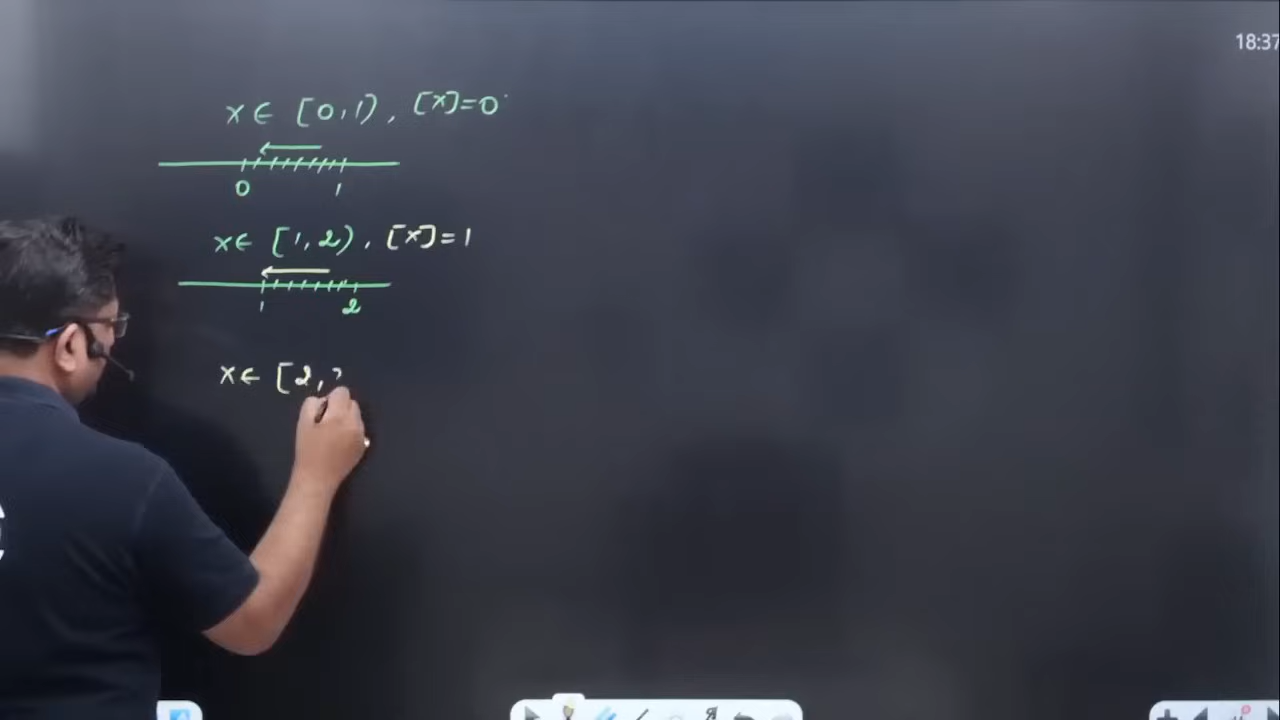 18:37
x ∈ [0,1), [x]=0
0 1
x ∈ [1,2), [x]=1
1 2
x ∈ [2,